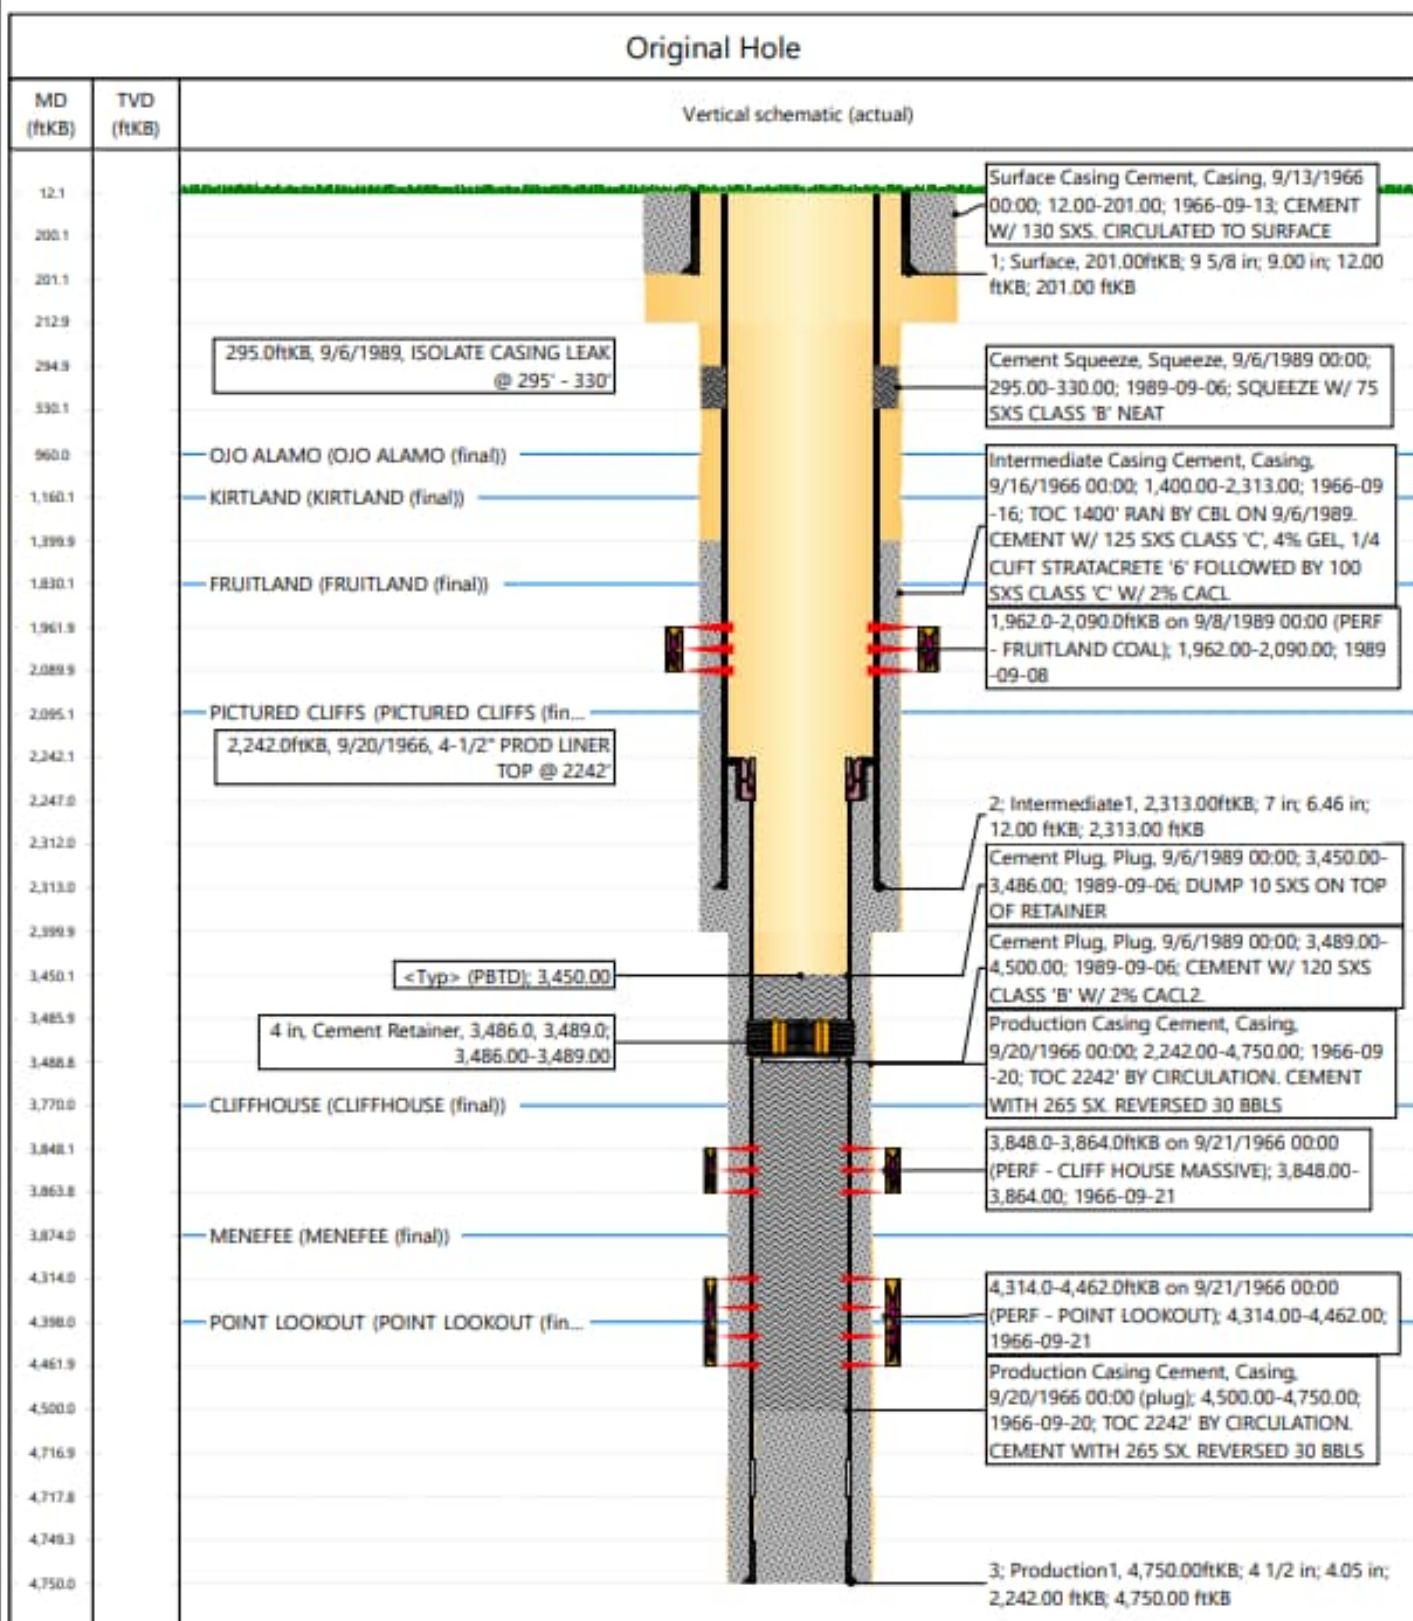 Original Hole
MD
(ftKB)
TVD
(ftKB)
Vertical schematic (actual)
12.1
200.1
201.1
212.9
294.9
330.1
960.0
1,160.1
1,399.9
1,830.1
1,961.9
2,089.9
2,095.1
2,242.1
2,247.0
2,312.0
2,313.0
2,399.9
3,450.1
3,485.9
3,488.8
3,770.0
3,848.1
3,863.8
3,874.0
4,314.0
4,398.0
4,461.9
4,500.0
4,716.9
4,717.8
4,749.3
4,750.0
295.0ftKB, 9/6/1989, ISOLATE CASING LEAK
@ 295' - 330'
OJO ALAMO (OJO ALAMO (final))
KIRTLAND (KIRTLAND (final))
FRUITLAND (FRUITLAND (final))
PICTURED CLIFFS (PICTURED CLIFFS (fin...
2,242.0ftKB, 9/20/1966, 4-1/2" PROD LINER
TOP @ 2242'
<Typ> (PBTD); 3,450.00
4 in, Cement Retainer, 3,486.0, 3,489.0;
3,486.00-3,489.00
CLIFFHOUSE (CLIFFHOUSE (final))
MENEFEE (MENEFEE (final))
POINT LOOKOUT (POINT LOOKOUT (fin...
Surface Casing Cement, Casing, 9/13/1966
00:00; 12.00-201.00; 1966-09-13; CEMENT
W/ 130 SXS. CIRCULATED TO SURFACE
1; Surface, 201.00ftKB; 9 5/8 in; 9.00 in; 12.00
ftKB; 201.00 ftKB
Cement Squeeze, Squeeze, 9/6/1989 00:00;
295.00-330.00; 1989-09-06; SQUEEZE W/ 75
SXS CLASS 'B' NEAT
Intermediate Casing Cement, Casing,
9/16/1966 00:00; 1,400.00-2,313.00; 1966-09
-16; TOC 1400' RAN BY CBL ON 9/6/1989.
CEMENT W/ 125 SXS CLASS 'C', 4% GEL, 1/4
CUFT STRATACRETE '6' FOLLOWED BY 100
SXS CLASS 'C' W/ 2% CACL
1,962.0-2,090.0ftKB on 9/8/1989 00:00 (PERF
- FRUITLAND COAL); 1,962.00-2,090.00; 1989
-09-08
2; Intermediate1, 2,313.00ftKB; 7 in; 6.46 in;
12.00 ftKB; 2,313.00 ftKB
Cement Plug, Plug, 9/6/1989 00:00; 3,450.00-
3,486.00; 1989-09-06; DUMP 10 SXS ON TOP
OF RETAINER
Cement Plug, Plug, 9/6/1989 00:00; 3,489.00-
4,500.00; 1989-09-06; CEMENT W/ 120 SXS
CLASS 'B' W/ 2% CACL2.
Production Casing Cement, Casing,
9/20/1966 00:00; 2,242.00-4,750.00; 1966-09
-20; TOC 2242' BY CIRCULATION. CEMENT
WITH 265 SX. REVERSED 30 BBLS
3,848.0-3,864.0ftKB on 9/21/1966 00:00
(PERF - CLIFF HOUSE MASSIVE); 3,848.00-
3,864.00; 1966-09-21
4,314.0-4,462.0ftKB on 9/21/1966 00:00
(PERF - POINT LOOKOUT); 4,314.00-4,462.00;
1966-09-21
Production Casing Cement, Casing,
9/20/1966 00:00 (plug); 4,500.00-4,750.00;
1966-09-20; TOC 2242' BY CIRCULATION.
CEMENT WITH 265 SX. REVERSED 30 BBLS
3; Production1, 4,750.00ftKB; 4 1/2 in; 4.05 in;
2,242.00 ftKB; 4,750.00 ftKB